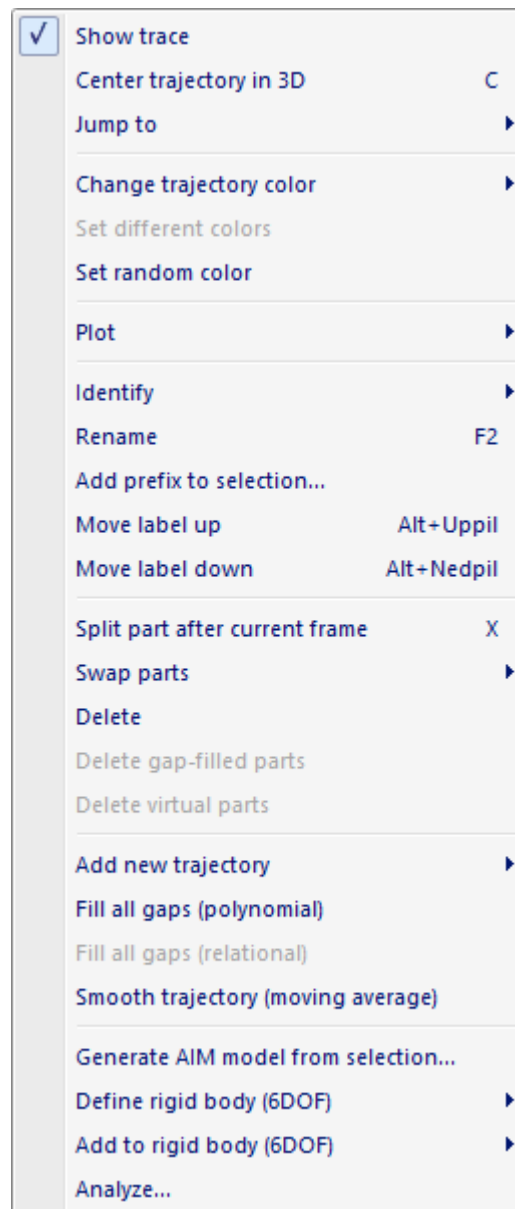 Show trace
Center trajectory in 3D C
Jump to
Change trajectory color
Set different colors
Set random color
Plot
Identify
Rename F2
Add prefix to selection...
Move label up Alt+Uppil
Move label down Alt+Nedpil
Split part after current frame X
Swap parts
Delete
Delete gap-filled parts
Delete virtual parts
Add new trajectory
Fill all gaps (polynomial)
Fill all gaps (relational)
Smooth trajectory (moving average)
Generate AIM model from selection...
Define rigid body (6DOF)
Add to rigid body (6DOF)
Analyze...